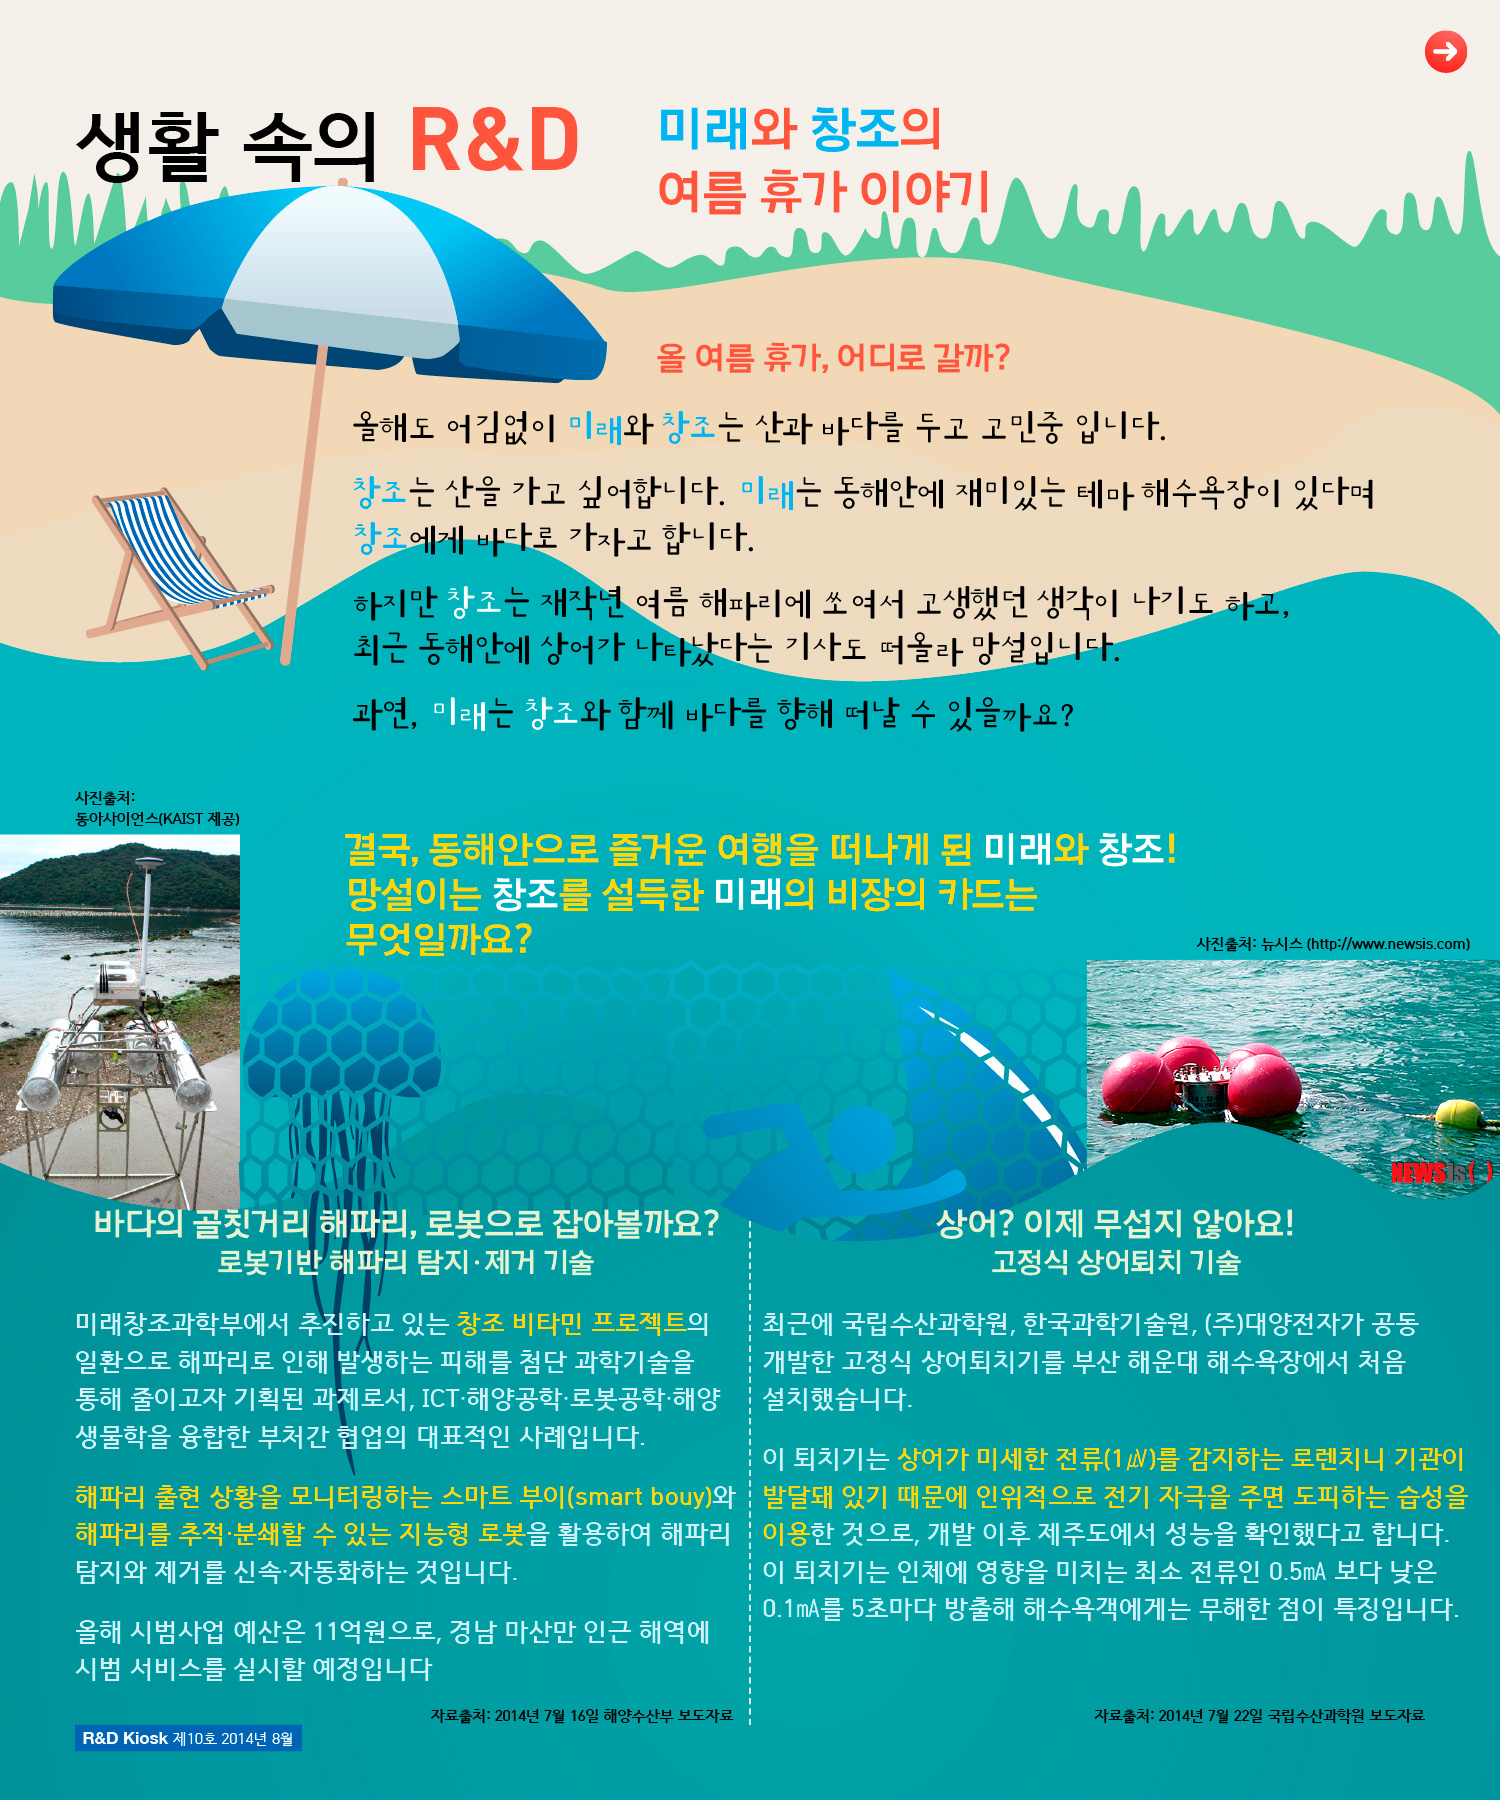 생활 속의 R&D
미래와 창조의
여름 휴가 이야기
올 여름 휴가, 어디로 갈까?
올해도 어김없이 미래와 창조는 산과 바다를 두고 고민중 입니다.
창조는 산을 가고 싶어합니다. 미래는 동해안에 재미있는 테마 해수욕장이 있다며
창조에게 바다로 가자고 합니다.
하지만 창조는 재작년 여름 해파리에 쏘여서 고생했던 생각이 나기도 하고,
최근 동해안에 상어가 나타났다는 기사도 떠올라 망설입니다.
과연, 미래는 창조와 함께 바다를 향해 떠날 수 있을까요?
사진출처:
동아사이언스(KAIST 제공)
결국, 동해안으로 즐거운 여행을 떠나게 된 미래와 창조!
망설이는 창조를 설득한 미래의 비장의 카드는
무엇일까요?
사진출처: 뉴시스 (http://www.newsis.com)
NEWSis( )
바다의 골칫거리 해파리, 로봇으로 잡아볼까요?
로봇기반 해파리 탐지·제거 기술
미래창조과학부에서 추진하고 있는 창조 비타민 프로젝트의
일환으로 해파리로 인해 발생하는 피해를 첨단 과학기술을
통해 줄이고자 기획된 과제로서, ICT·해양공학·로봇공학·해양
생물학을 융합한 부처간 협업의 대표적인 사례입니다.
해파리 출현 상황을 모니터링하는 스마트 부이(smart bouy)와
해파리를 추적·분쇄할 수 있는 지능형 로봇을 활용하여 해파리
탐지와 제거를 신속·자동화하는 것입니다.
올해 시범사업 예산은 11억원으로, 경남 마산만 인근 해역에
시범 서비스를 실시할 예정입니다
자료출처: 2014년 7월 16일 해양수산부 보도자료
상어? 이제 무섭지 않아요!
고정식 상어퇴치 기술
최근에 국립수산과학원, 한국과학기술원, (주)대양전자가 공동
개발한 고정식 상어퇴치기를 부산 해운대 해수욕장에서 처음
설치했습니다.
이 퇴치기는 상어가 미세한 전류(1㎶)를 감지하는 로렌치니 기관이
발달돼 있기 때문에 인위적으로 전기 자극을 주면 도피하는 습성을
이용한 것으로, 개발 이후 제주도에서 성능을 확인했다고 합니다.
이 퇴치기는 인체에 영향을 미치는 최소 전류인 0.5㎃ 보다 낮은
0.1㎃를 5초마다 방출해 해수욕객에게는 무해한 점이 특징입니다.
자료출처: 2014년 7월 22일 국립수산과학원 보도자료
R&D Kiosk 제10호 2014년 8월